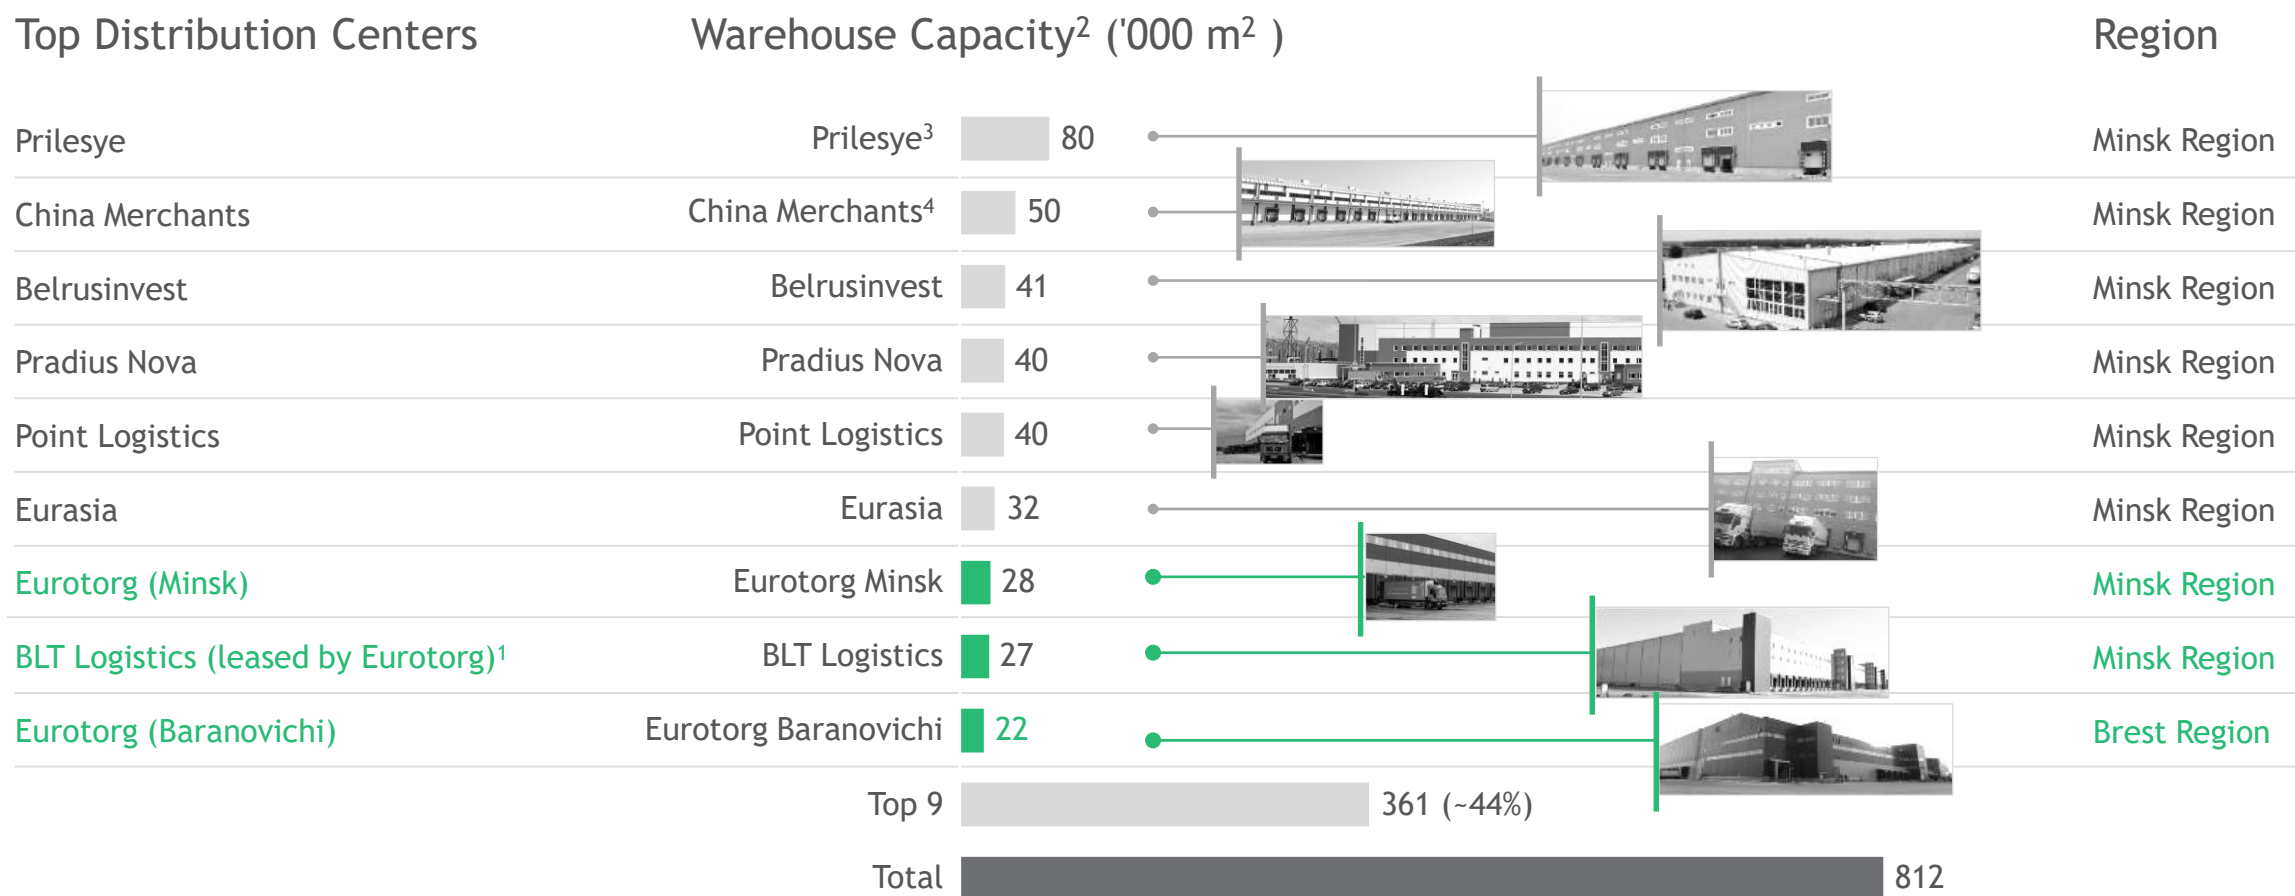 Top Distribution Centers Warehouse Capacity² ('000 m² ) Region
Prilesye Prilesye³ 80 Minsk Region
China Merchants China Merchants⁴ 50 Minsk Region
Belrusinvest Belrusinvest 41 Minsk Region
Pradius Nova Pradius Nova 40 Minsk Region
Point Logistics Point Logistics 40 Minsk Region
Eurasia Eurasia 32 Minsk Region
Eurotorg (Minsk) Eurotorg Minsk 28 Minsk Region
BLT Logistics (leased by Eurotorg)¹ BLT Logistics 27 Minsk Region
Eurotorg (Baranovichi) Eurotorg Baranovichi 22 Brest Region
Top 9 361 (~44%)
Total 812